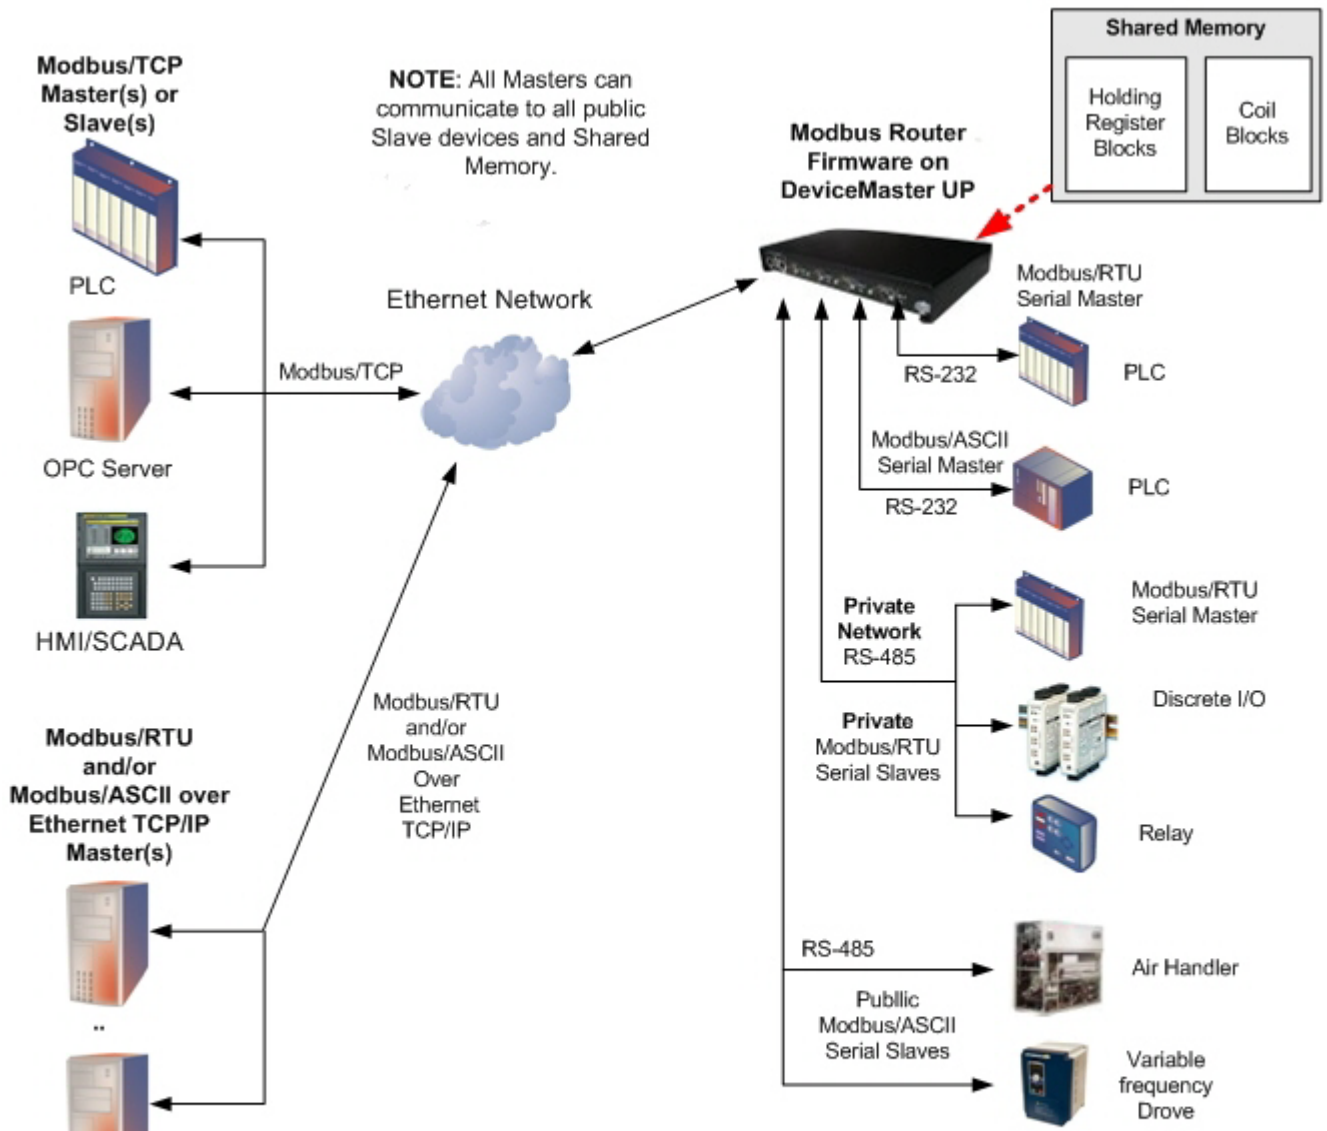 Modbus/TCP
Master(s) or
Slave(s)
PLC
OPC Server
HMI/SCADA
Modbus/TCP
NOTE: All Masters can
communicate to all public
Slave devices and Shared
Memory.
Ethernet Network
Modbus Router
Firmware on
DeviceMaster UP
Shared Memory
Holding
Register
Blocks
Coil
Blocks
Modbus/RTU
Serial Master
RS-232
PLC
Modbus/ASCII
Serial Master
RS-232
PLC
Private
Network
RS-485
Modbus/RTU
Serial Master
Private
Modbus/RTU
Serial Slaves
Discrete I/O
Relay
RS-485
Air Handler
Publlic
Modbus/ASCII
Serial Slaves
Variable
frequency
Drove
Modbus/RTU
and/or
Modbus/ASCII
Over
Ethernet
TCP/IP
Modbus/RTU
and/or
Modbus/ASCII over
Ethernet TCP/IP
Master(s)
..